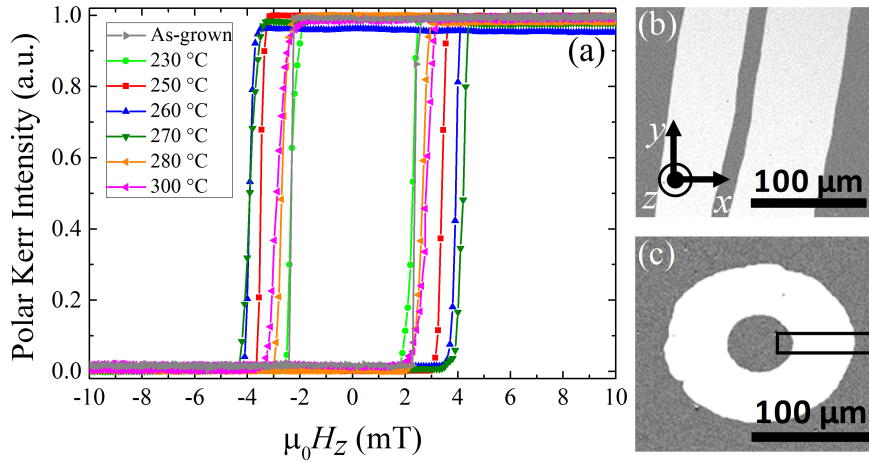 Polar Kerr Intensity (a.u.)
1.0
0.8
0.6
0.4
0.2
0.0
As-grown
230 °C
250 °C
260 °C
270 °C
280 °C
300 °C
(a)
-10 -8 -6 -4 -2 0 2 4 6 8 10
μ₀H_Z (mT)
(b)
y
z
x
100 µm
(c)
100 µm